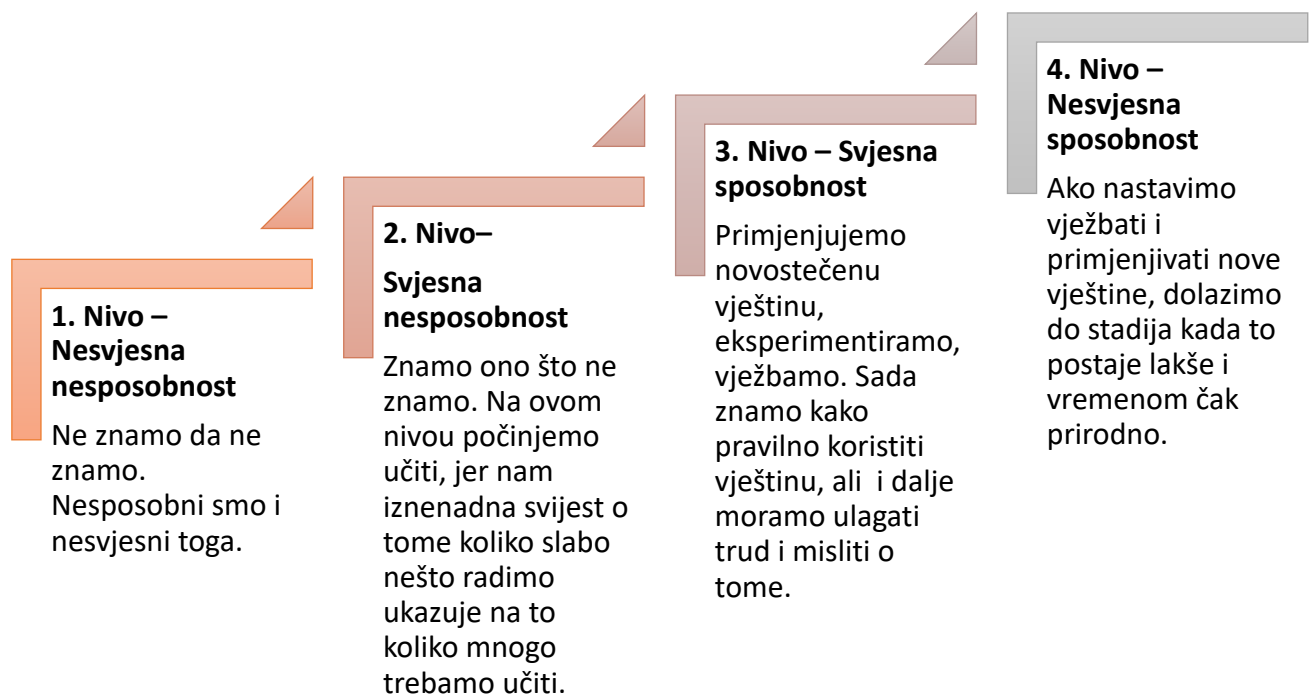 1. Nivo –
Nesvjesna
nesposobnost
Ne znamo da ne
znamo.
Nesposobni smo i
nesvjesni toga.
2. Nivo–
Svjesna
nesposobnost
Znamo ono što ne
znamo. Na ovom
nivou počinjemo
učiti, jer nam
iznenadna svijest o
tome koliko slabo
nešto radimo
ukazuje na to
koliko mnogo
trebamo učiti.
3. Nivo – Svjesna
sposobnost
Primjenjujemo
novostečenu
vještinu,
eksperimentiramo,
vježbamo. Sada
znamo kako
pravilno koristiti
vještinu, ali  i dalje
moramo ulagati
trud i misliti o
tome.
4. Nivo –
Nesvjesna
sposobnost
Ako nastavimo
vježbati i
primjenjivati nove
vještine, dolazimo
do stadija kada to
postaje lakše i
vremenom čak
prirodno.